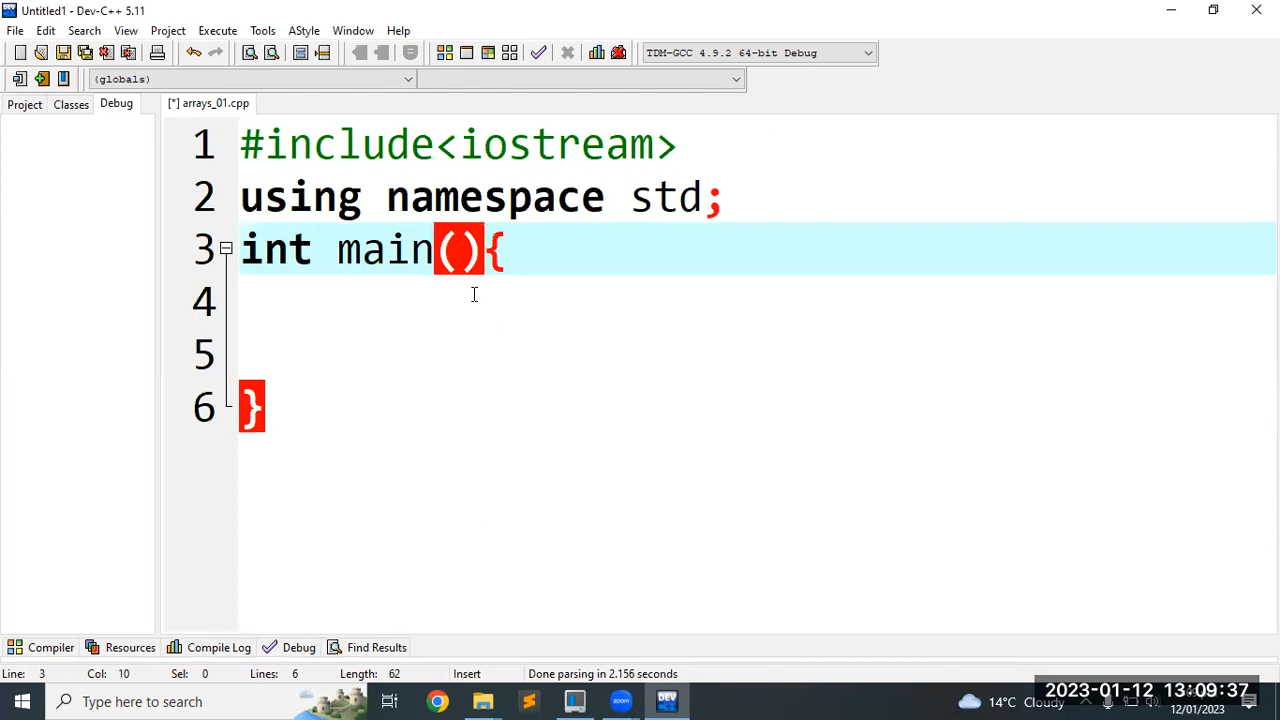 Untitled1 - Dev-C++ 5.11
File Edit Search View Project Execute Tools AStyle Window Help
TDM-GCC 4.9.2 64-bit Debug
(globals)
Project Classes Debug [*] arrays_01.cpp
1 #include<iostream>
2 using namespace std;
3 int main(){
4
5
6 }
Compiler Resources Compile Log Debug Find Results
Line: 3 Col: 10 Sel: 0 Lines: 6 Length: 62 Insert Done parsing in 2.156 seconds
Type here to search DEV 14°C Cloudy 2023-01-12 13:09:37
12/01/2023